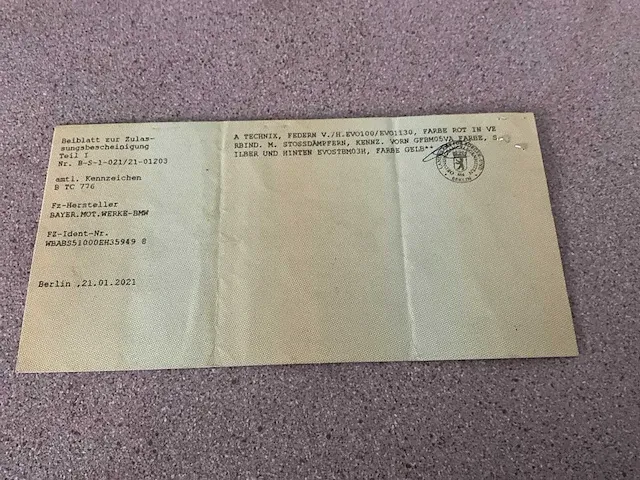 Beiblatt zur Zulas-
sungsbescheinigung
Teil I
Nr. B-S-1-021/21-01203
amtl. Kennzeichen
B TC 776
Fz-Hersteller
BAYER.MOT.WERKE-BMW
FZ-Ident-Nr.
WBABS51000EH35949 8
Berlin ,21.01.2021
A TECHNIK, FEDERN V./H.EVO100/EVO1130, FARBE ROT IN VE
RBIND. M. STOSSDÄMPFERN, KENNZ. VORN GFBM05VA FARBE, S
ILBER UND HINTEN EVOSTBM03H, FARBE GELB**
BERLIN